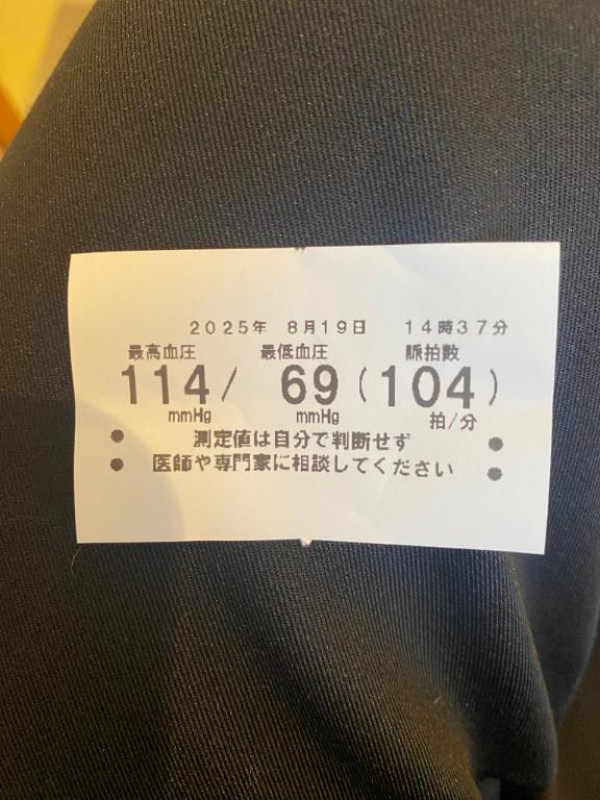 2025年 8月19日 14時37分
最高血圧 最低血圧 脈拍数
114/ 69(104)
mmHg mmHg 拍/分
● 測定値は自分で判断せず ●
● 医師や専門家に相談してください ●